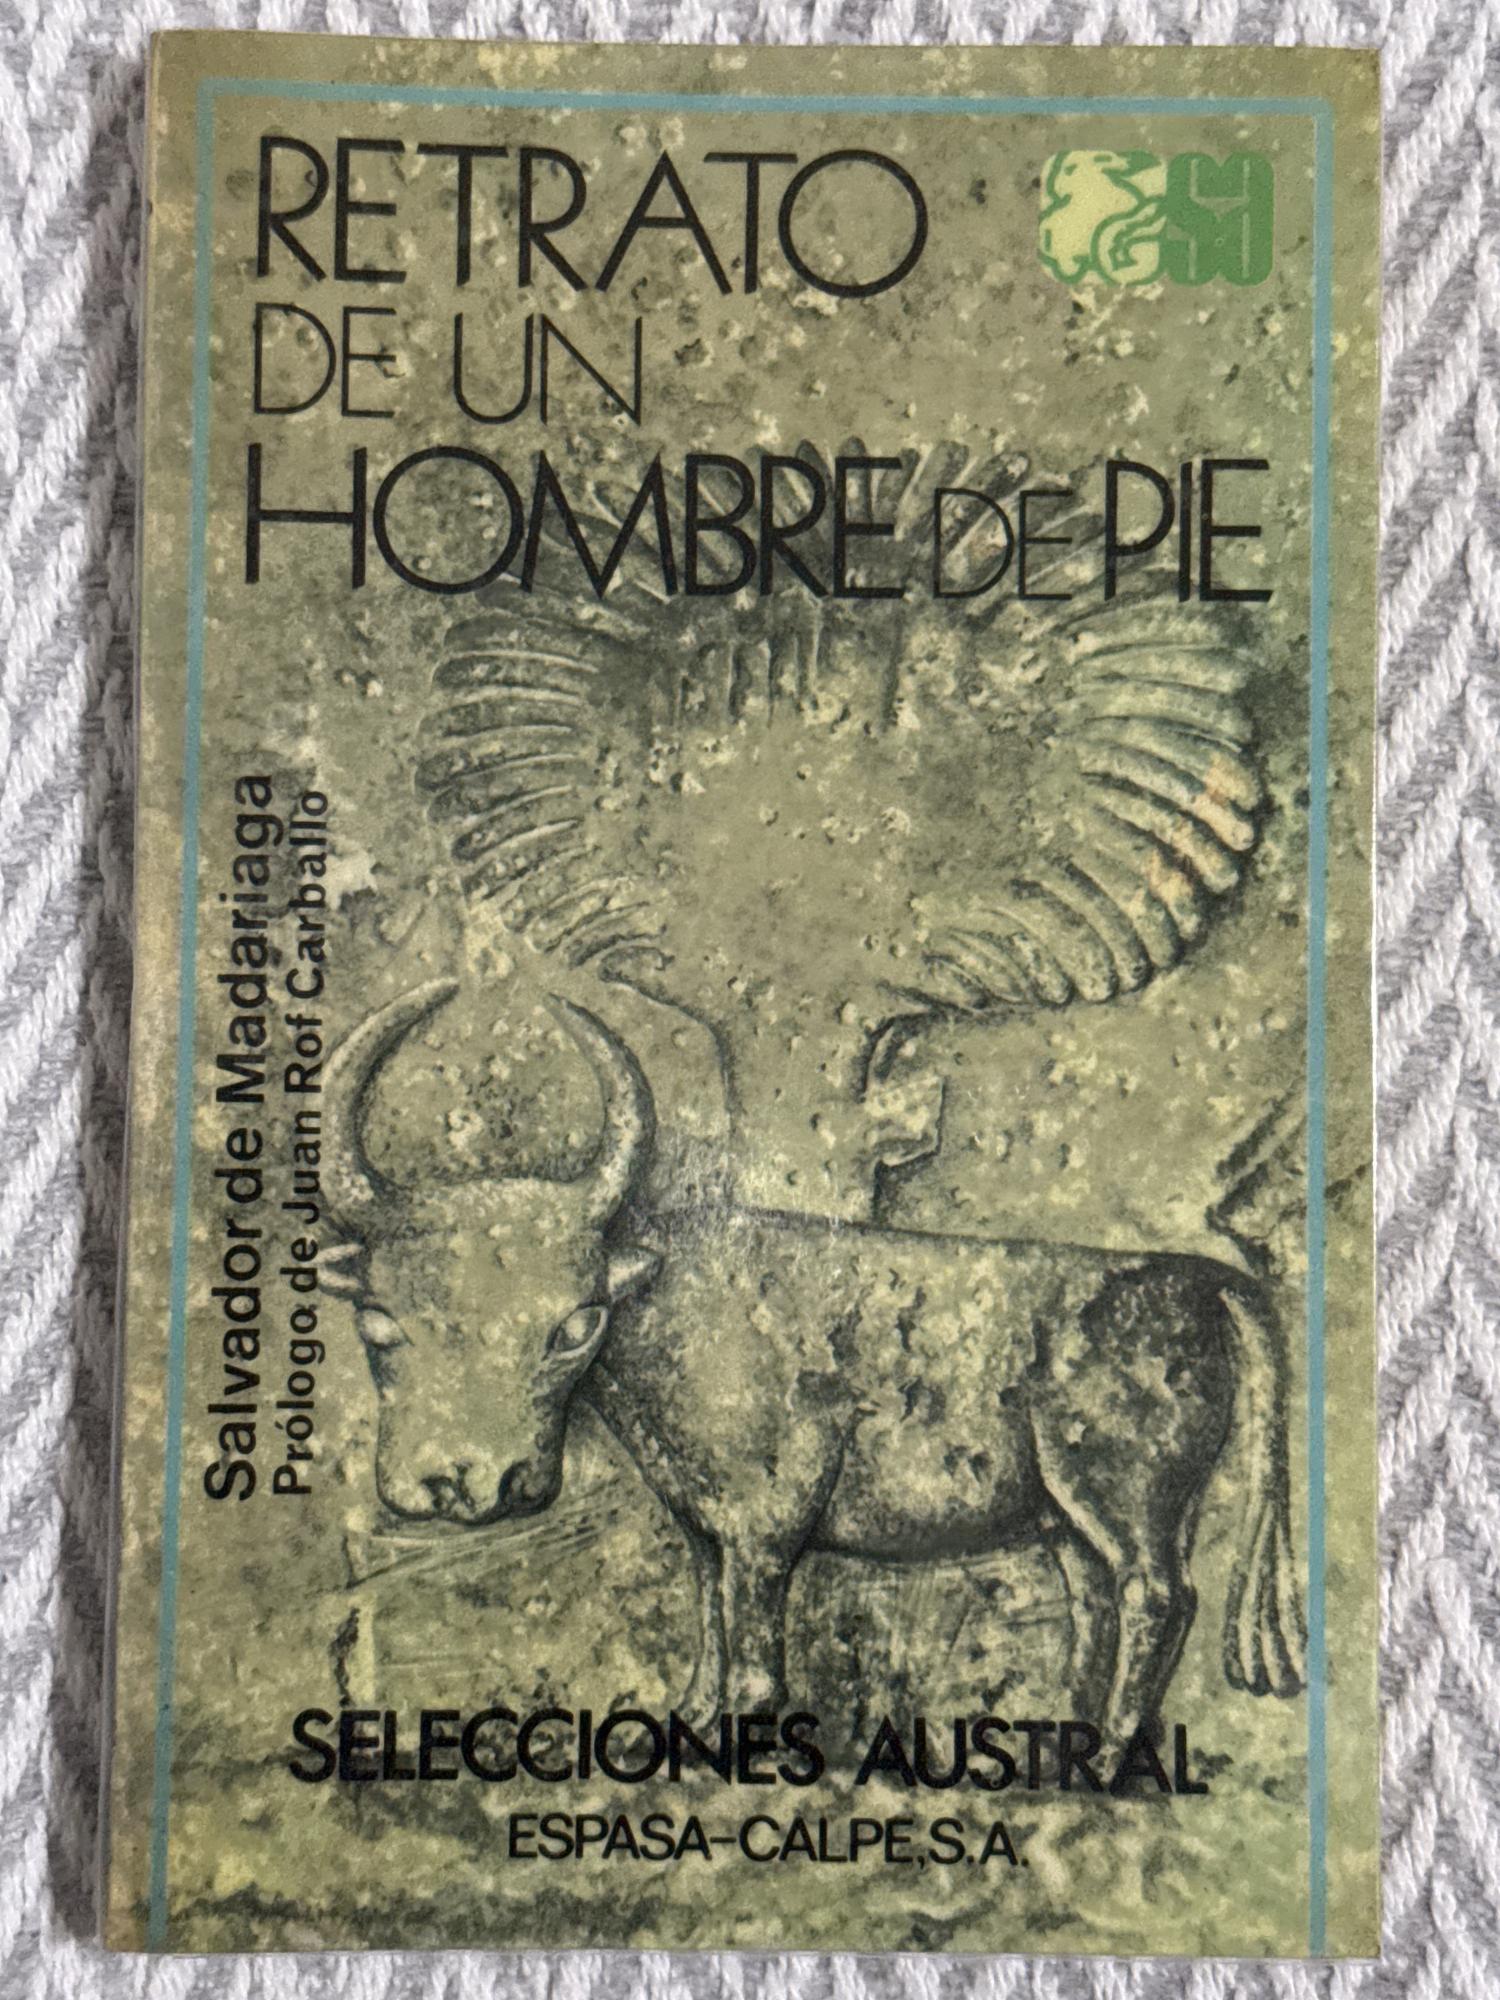 RETRATO
DE UN
HOMBRE DE PIE
Salvador de Madariaga
Prólogo de Juan Rof Carballo
SELECCIONES AUSTRAL
ESPASA-CALPE, S.A.